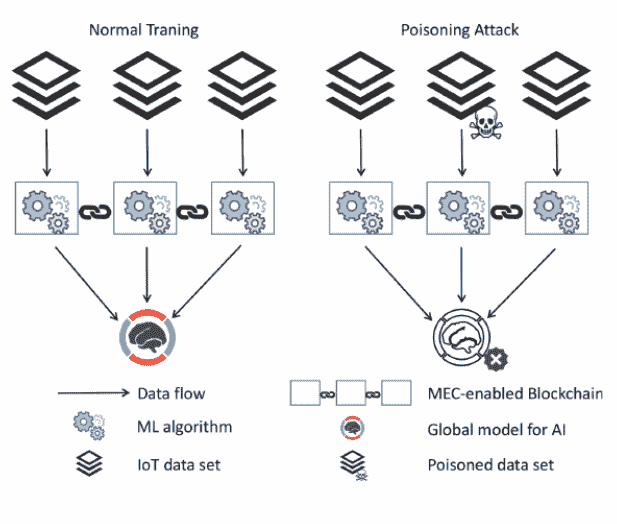 Normal Traning
Poisoning Attack
Data flow
MEC-enabled Blockchain
ML algorithm
Global model for AI
IoT data set
Poisoned data set